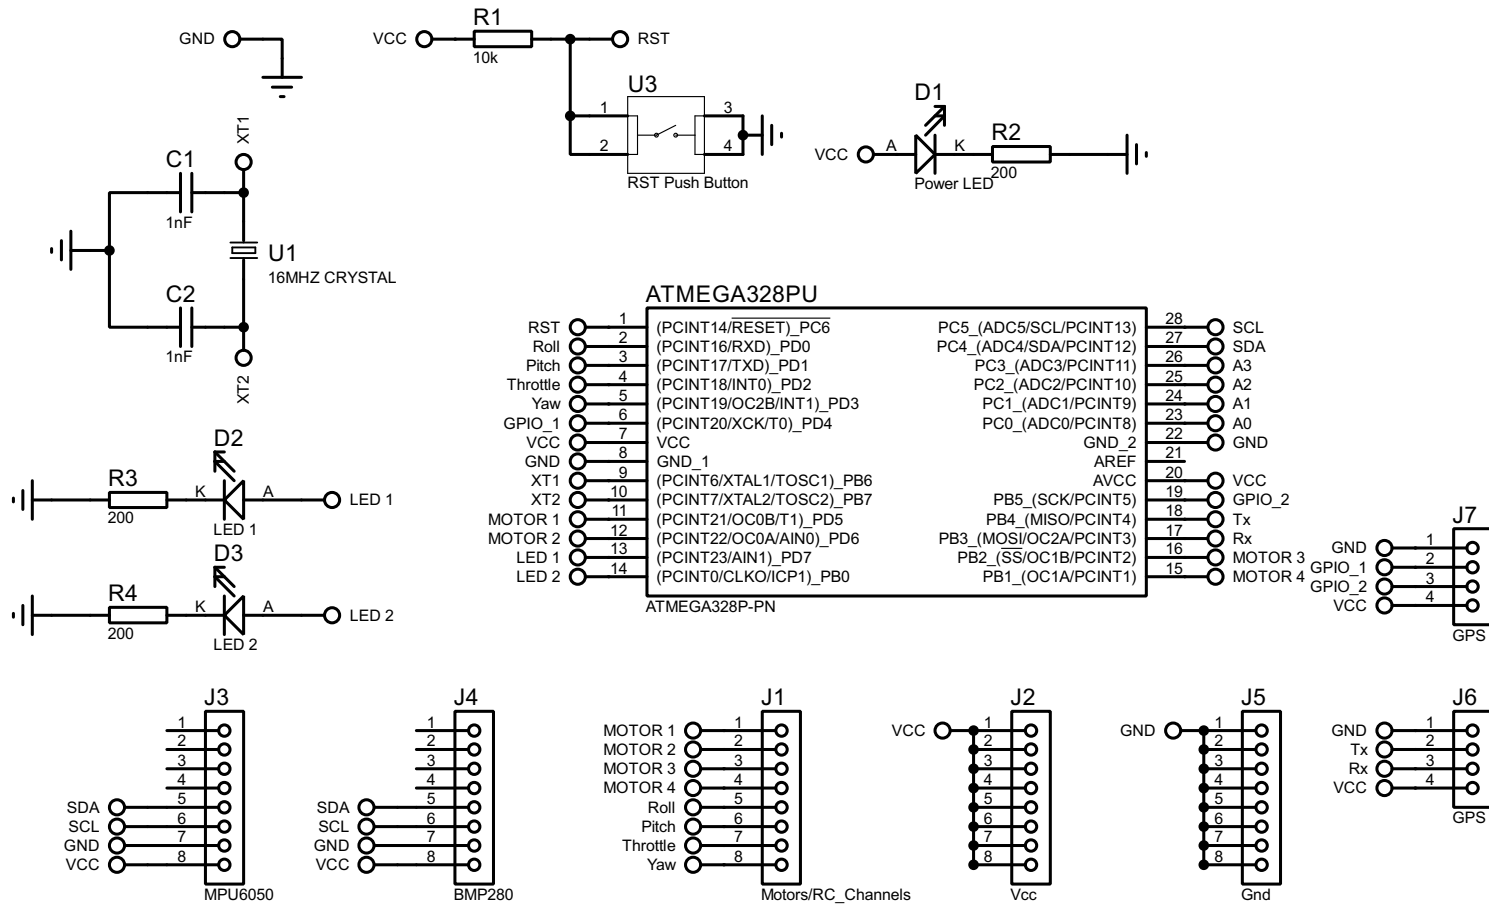 GND
VCC
R1
10k
RST
U3
1
2
3
4
RST Push Button
D1
VCC
A
K
Power LED
R2
200
XT1
C1
1nF
U1
16MHZ CRYSTAL
C2
1nF
XT2
ATMEGA328PU
RST 1 (PCINT14/RESET)_PC6
Roll 2 (PCINT16/RXD)_PD0
Pitch 3 (PCINT17/TXD)_PD1
Throttle 4 (PCINT18/INT0)_PD2
Yaw 5 (PCINT19/OC2B/INT1)_PD3
GPIO_1 6 (PCINT20/XCK/T0)_PD4
VCC 7 VCC
GND 8 GND_1
XT1 9 (PCINT6/XTAL1/TOSC1)_PB6
XT2 10 (PCINT7/XTAL2/TOSC2)_PB7
MOTOR 1 11 (PCINT21/OC0B/T1)_PD5
MOTOR 2 12 (PCINT22/OC0A/AIN0)_PD6
LED 1 13 (PCINT23/AIN1)_PD7
LED 2 14 (PCINT0/CLKO/ICP1)_PB0
PC5_(ADC5/SCL/PCINT13) 28 SCL
PC4_(ADC4/SDA/PCINT12) 27 SDA
PC3_(ADC3/PCINT11) 26 A3
PC2_(ADC2/PCINT10) 25 A2
PC1_(ADC1/PCINT9) 24 A1
PC0_(ADC0/PCINT8) 23 A0
GND_2 22 GND
AREF 21
AVCC 20 VCC
PB5_(SCK/PCINT5) 19 GPIO_2
PB4_(MISO/PCINT4) 18 Tx
PB3_(MOSI/OC2A/PCINT3) 17 Rx
PB2_(SS/OC1B/PCINT2) 16 MOTOR 3
PB1_(OC1A/PCINT1) 15 MOTOR 4
ATMEGA328P-PN
D2
R3
200
K
A
LED 1
LED 1
D3
R4
200
K
A
LED 2
LED 2
J7
GND 1
GPIO_1 2
GPIO_2 3
VCC 4
GPS
J3
1
2
3
4
SDA 5
SCL 6
GND 7
VCC 8
MPU6050
J4
1
2
3
4
SDA 5
SCL 6
GND 7
VCC 8
BMP280
J1
MOTOR 1 1
MOTOR 2 2
MOTOR 3 3
MOTOR 4 4
Roll 5
Pitch 6
Throttle 7
Yaw 8
Motors/RC_Channels
J2
VCC 1
2
3
4
5
6
7
8
Vcc
J5
GND 1
2
3
4
5
6
7
8
Gnd
J6
GND 1
Tx 2
Rx 3
VCC 4
GPS